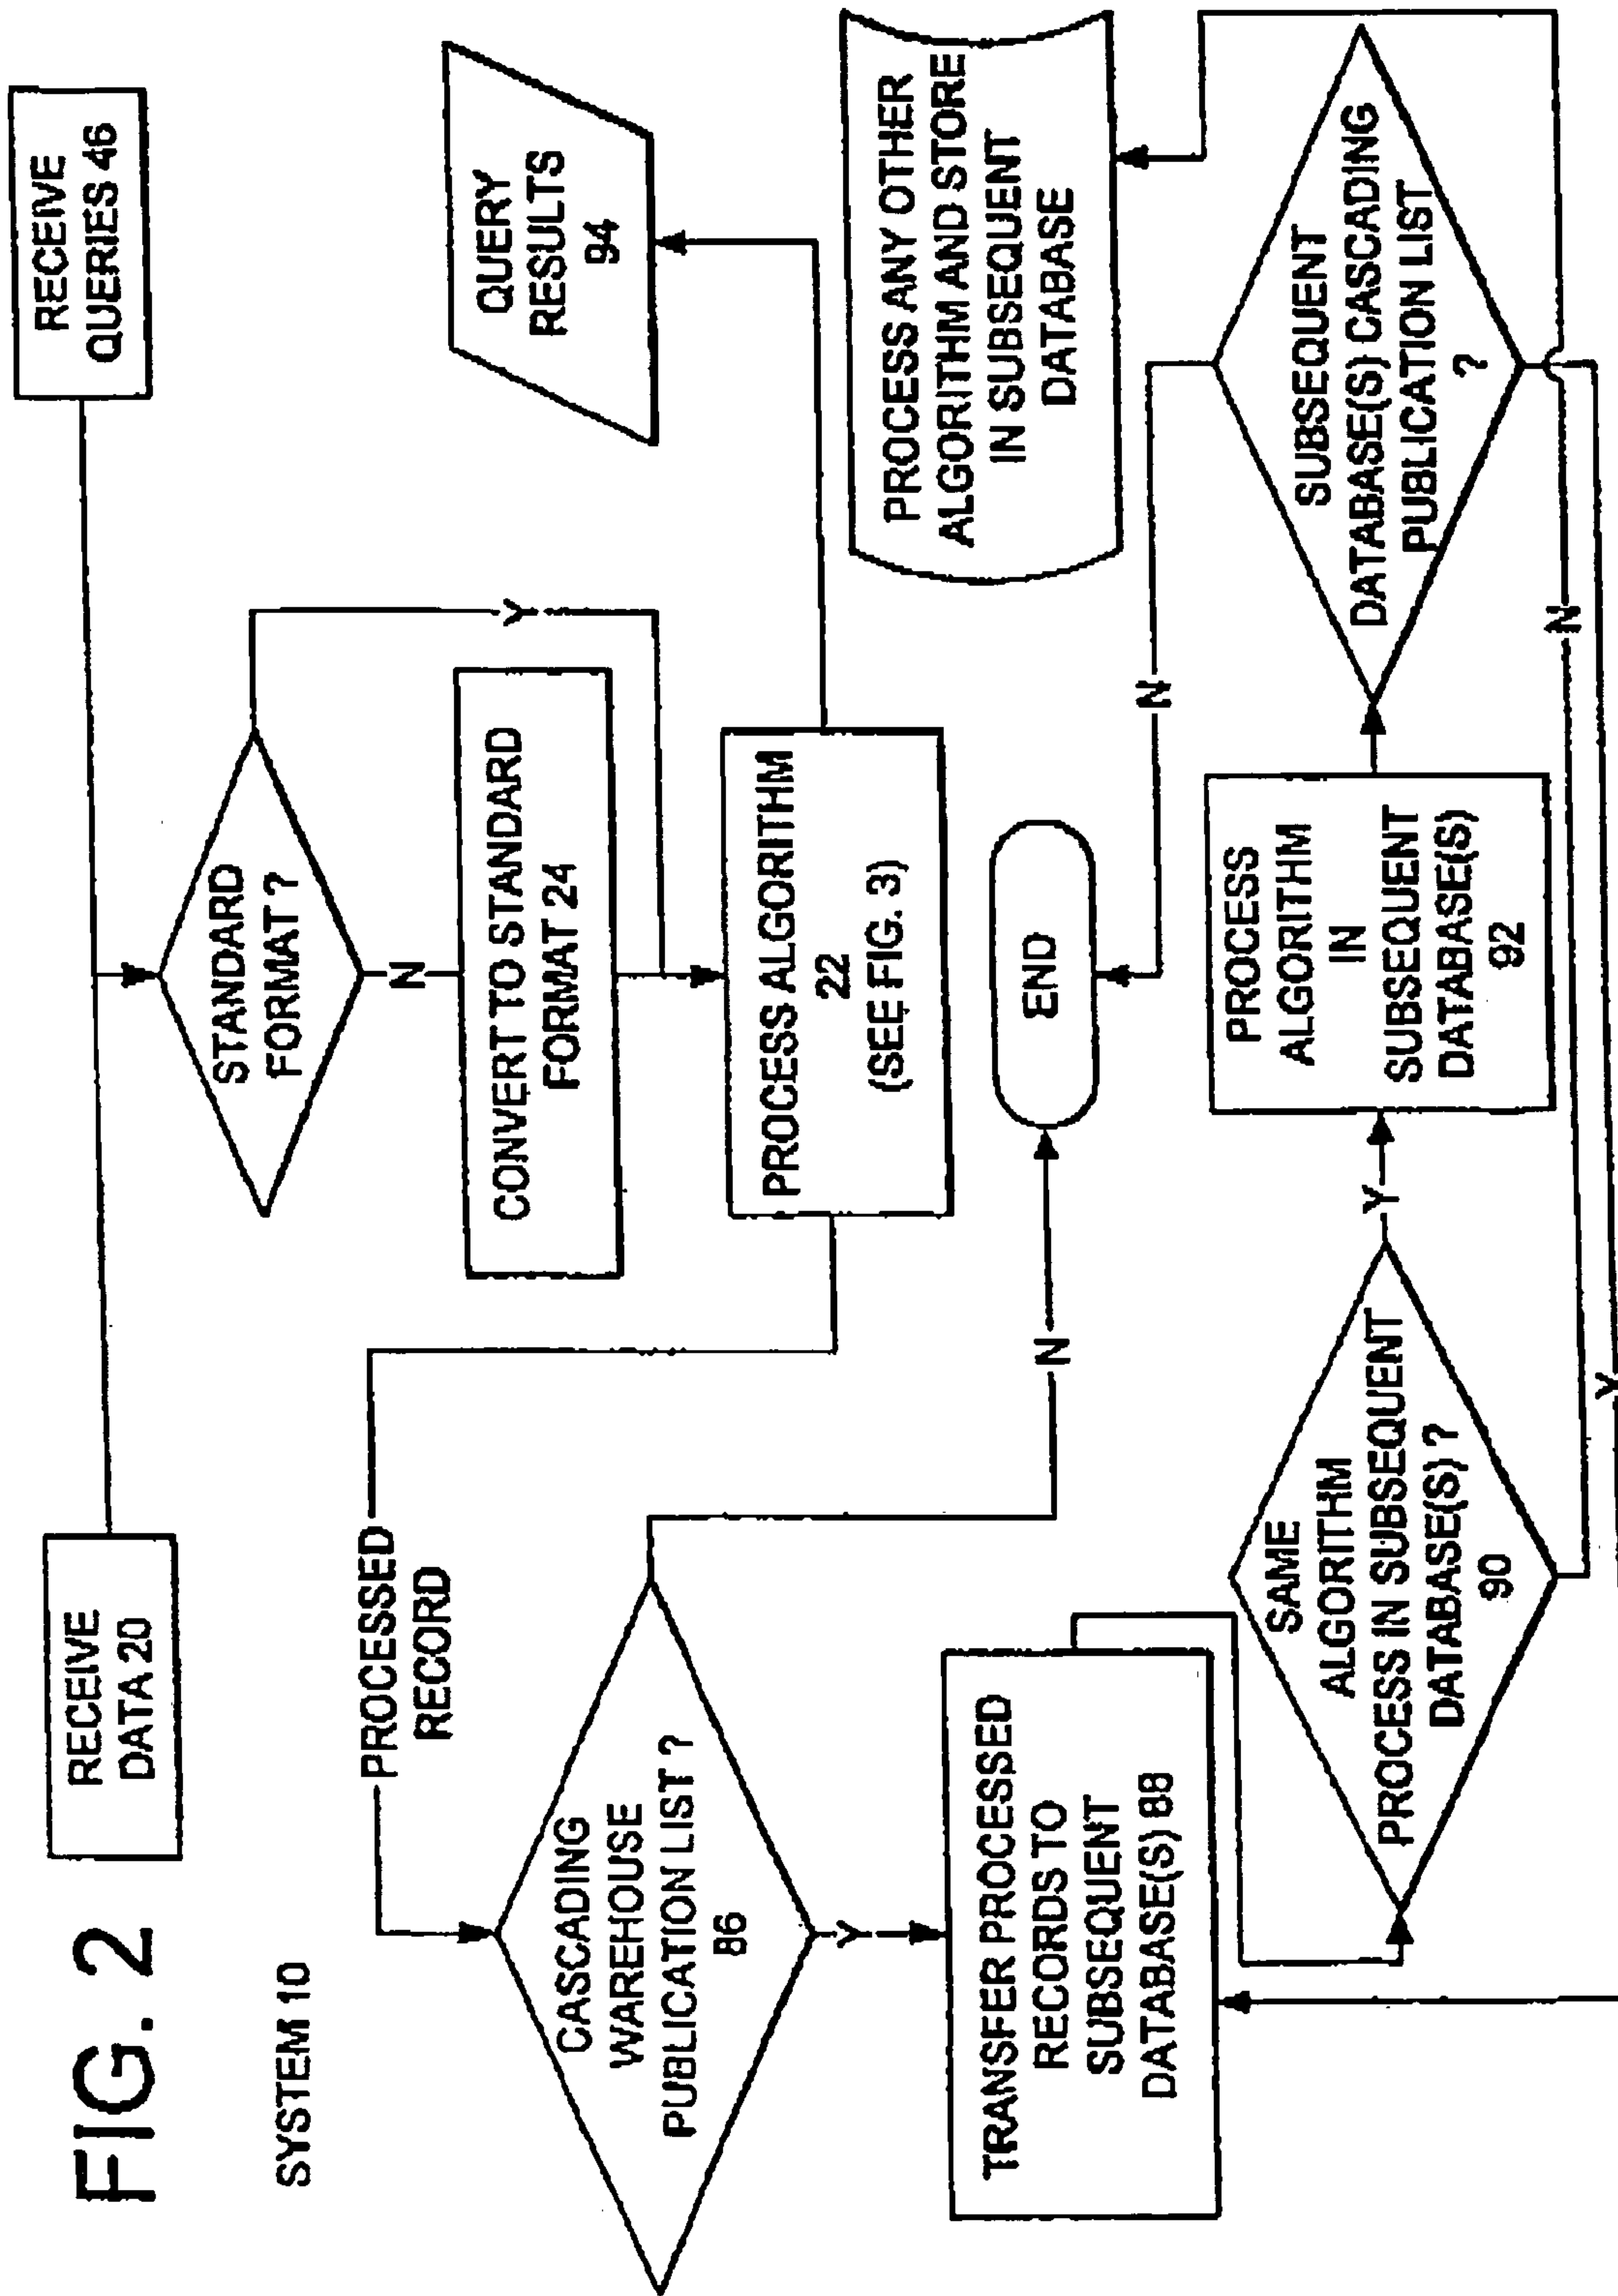 FIG. 2
SYSTEM 10
RECEIVE
DATA 20
RECEIVE
QUERIES 46
STANDARD
FORMAT ?
Y
N
CONVERT TO STANDARD
FORMAT 24
PROCESSED
RECORD
PROCESS ALGORITHM
22
(SEE FIG. 3)
QUERY
RESULTS
94
CASCADING
WAREHOUSE
PUBLICATION LIST ?
86
N
Y
END
N
PROCESS ANY OTHER
ALGORITHM AND STORE
IN SUBSEQUENT
DATABASE
TRANSFER PROCESSED
RECORDS TO
SUBSEQUENT
DATABASE(S) 88
SAME
ALGORITHM
PROCESS IN SUBSEQUENT
DATABASE(S) ?
90
Y
PROCESS
ALGORITHM
IN
SUBSEQUENT
DATABASE(S)
92
SUBSEQUENT
DATABASE(S) CASCADING
PUBLICATION LIST
?
N
Y